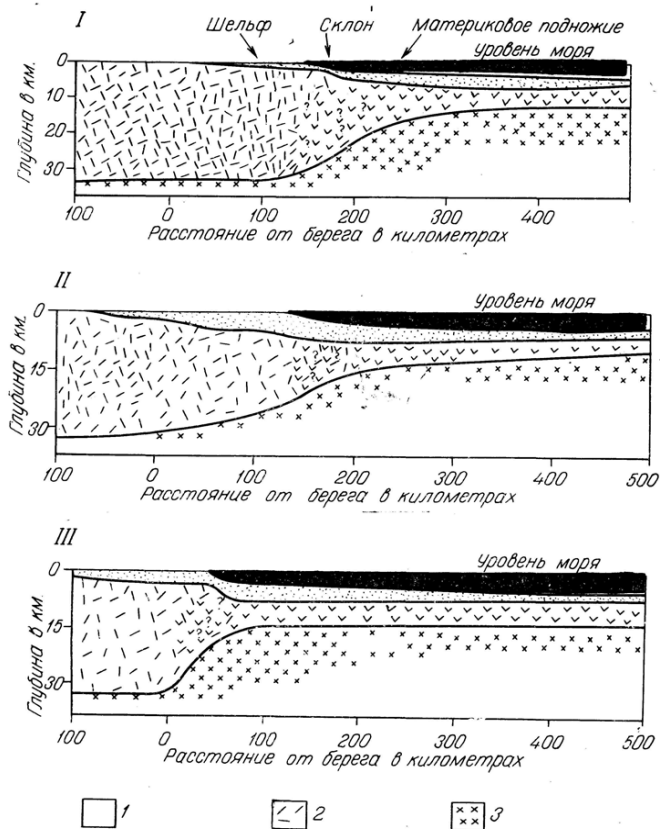 I
Шельф Склон Материковое подножие
Уровень моря
Глубина в км.
0
10
20
30
100 0 100 200 300 400
Расстояние от берега в километрах
II
Уровень моря
Глубина в км.
0
15
30
100 0 100 200 300 400 500
Расстояние от берега в километрах
III
Уровень моря
Глубина в км.
0
15
30
100 0 100 200 300 400 500
Расстояние от берега в километрах
1 2 3